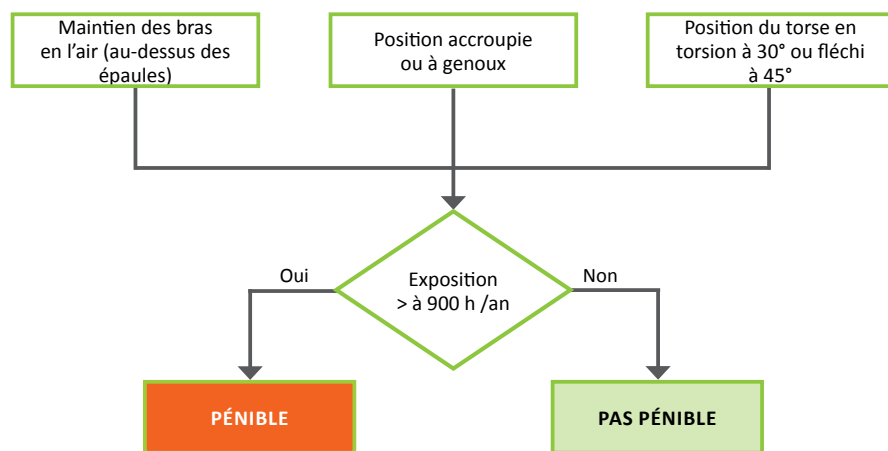 Maintien des bras
en l'air (au-dessus des
épaules)
Position accroupie
ou à genoux
Position du torse en
torsion à 30° ou fléchi
à 45°
Oui
Exposition
> à 900 h /an
Non
PÉNIBLE
PAS PÉNIBLE